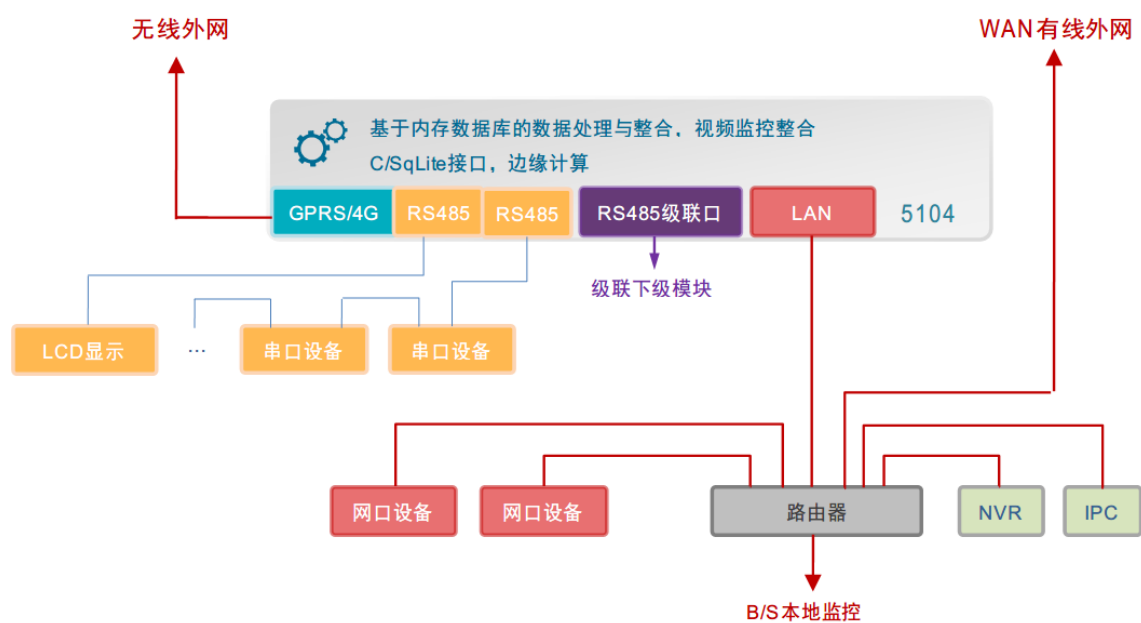 无线外网
WAN有线外网
基于内存数据库的数据处理与整合，视频监控整合
C/SqLite接口，边缘计算
GPRS/4G
RS485
RS485
RS485级联口
LAN
5104
级联下级模块
LCD显示
...
串口设备
串口设备
网口设备
网口设备
路由器
NVR
IPC
B/S本地监控